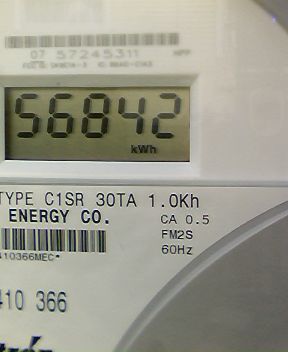 07 57245311
56842
kWh
TYPE C1SR 30TA 1.0Kh
ENERGY CO. CA 0.5
FM2S
410366MEC* 60Hz
410 366